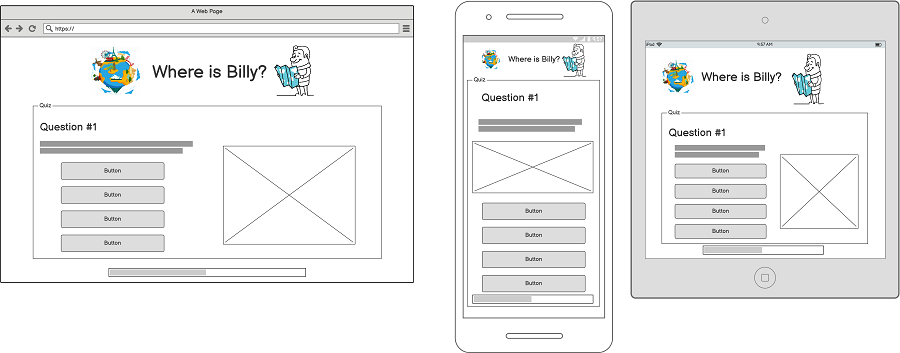 A Web Page
https://
Where is Billy?
Quiz
Question #1
Button
Button
Button
Button
Where is Billy?
Quiz
Question #1
Button
Button
Button
Button
iPad
9:57 AM
Where is Billy?
Quiz
Question #1
Button
Button
Button
Button